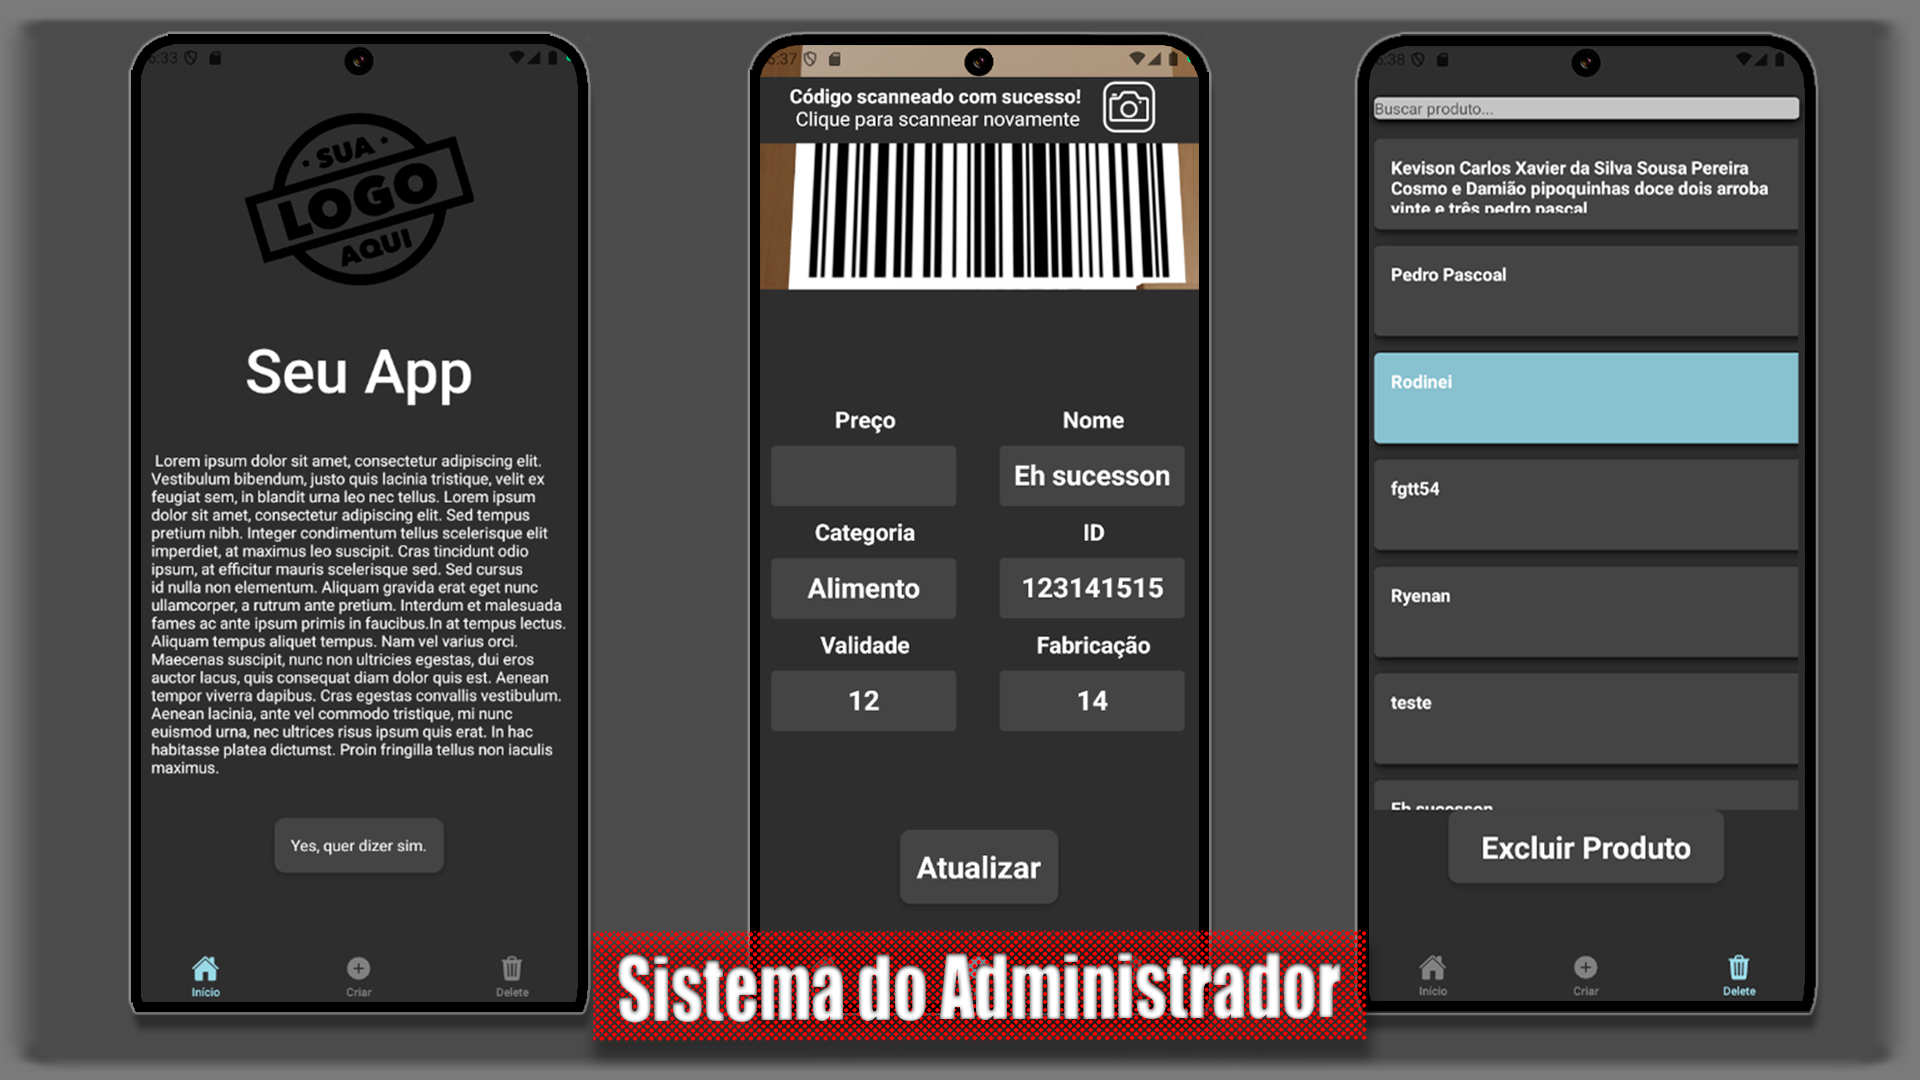 6:33
SUA
LOGO
AQUI
Seu App
Lorem ipsum dolor sit amet, consectetur adipiscing elit.
Vestibulum bibendum, justo quis lacinia tristique, velit ex
feugiat sem, in blandit urna leo nec tellus. Lorem ipsum
dolor sit amet, consectetur adipiscing elit. Sed tempus
pretium nibh. Integer condimentum tellus scelerisque elit
imperdiet, at maximus leo suscipit. Cras tincidunt odio
ipsum, at efficitur mauris scelerisque sed. Sed cursus
id nulla non elementum. Aliquam gravida erat eget nunc
ullamcorper, a rutrum ante pretium. Interdum et malesuada
fames ac ante ipsum primis in faucibus.In at tempus lectus.
Aliquam tempus aliquet tempus. Nam vel varius orci.
Maecenas suscipit, nunc non ultricies egestas, dui eros
auctor lacus, quis consequat diam dolor quis est. Aenean
tempor viverra dapibus. Cras egestas convallis vestibulum.
Aenean lacinia, ante vel commodo tristique, mi nunc
euismod urna, nec ultrices risus ipsum quis erat. In hac
habitasse platea dictumst. Proin fringilla tellus non iaculis
maximus.
Yes, quer dizer sim.
Início
Criar
Delete
6:37
Código scanneado com sucesso!
Clique para scannear novamente
Preço
Nome
Eh sucesson
Categoria
ID
Alimento
123141515
Validade
Fabricação
12
14
Atualizar
6:38
Buscar produto...
Kevison Carlos Xavier da Silva Sousa Pereira
Cosmo e Damião pipoquinhas doce dois arroba
vinte e três pedro pascal
Pedro Pascoal
Rodinei
fgtt54
Ryenan
teste
Eh sucesson
Excluir Produto
Início
Criar
Delete
Sistema do Administrador